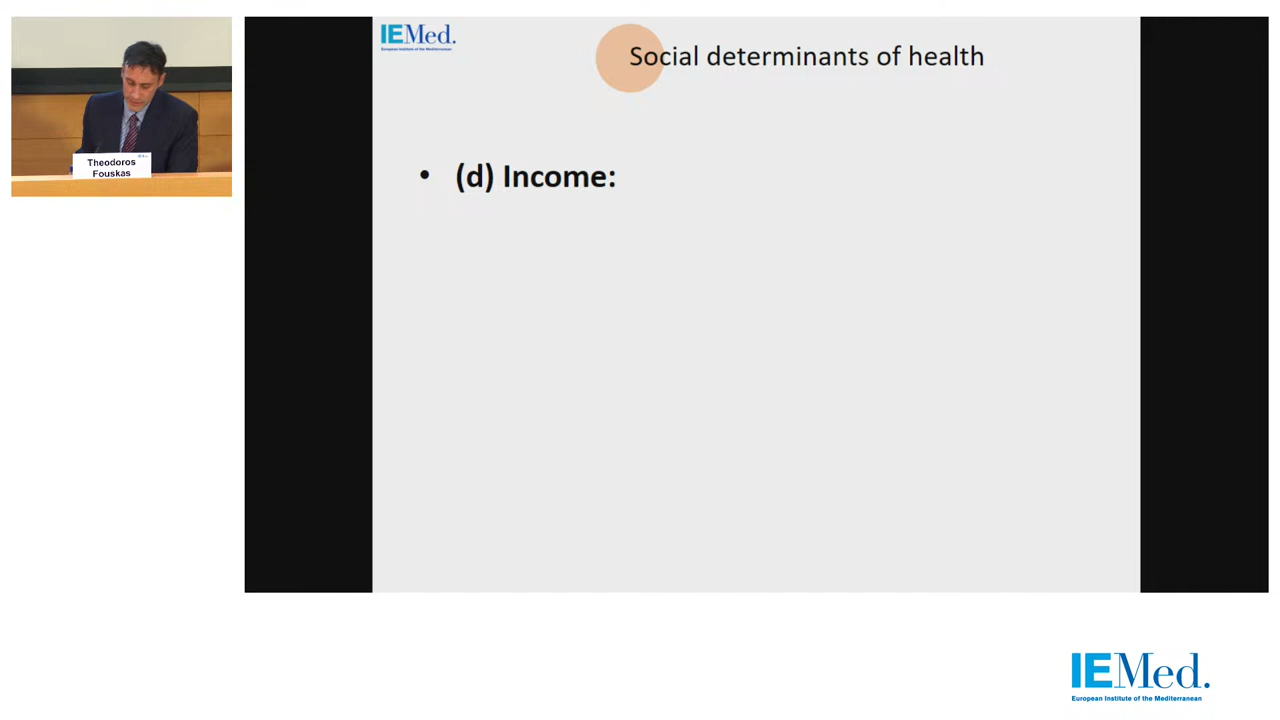 IEMed.
European Institute of the Mediterranean
Social determinants of health
Theodoros
Fouskas
• (d) Income:
IEMed.
European Institute of the Mediterranean